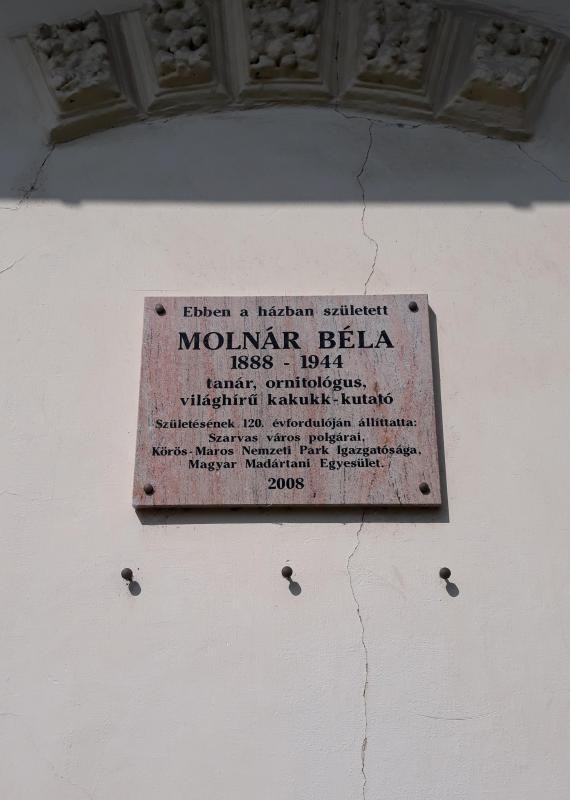 Ebben a házban született
MOLNÁR BÉLA
1888 - 1944
tanár, ornitológus,
világhírű kakukk-kutató
Születésének 120. évfordulóján állíttatta:
Szarvas város polgárai,
Körös-Maros Nemzeti Park Igazgatósága,
Magyar Madártani Egyesület.
2008